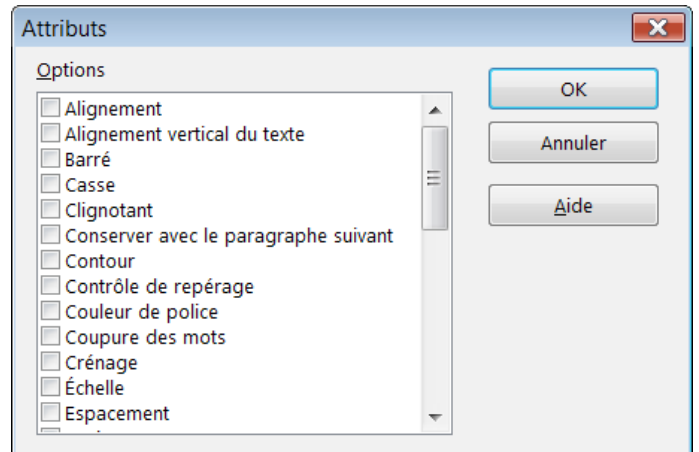 Attributs
Options
Alignement
Alignement vertical du texte
Barré
Casse
Clignotant
Conserver avec le paragraphe suivant
Contour
Contrôle de repérage
Couleur de police
Coupure des mots
Crénage
Échelle
Espacement
OK
Annuler
Aide